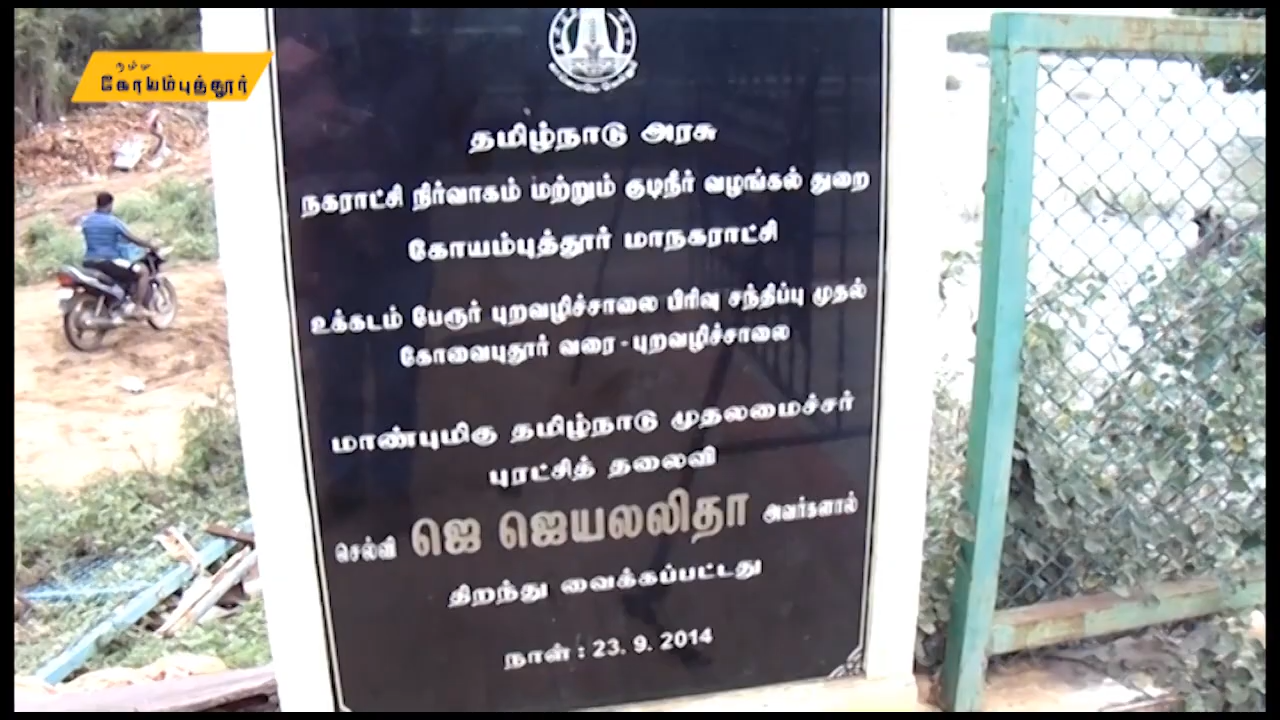 நம்ம
கோயம்புத்தூர்
தமிழ்நாடு அரசு
நகராட்சி நிர்வாகம் மற்றும் குடிநீர் வழங்கல் துறை
கோயம்புத்தூர் மாநகராட்சி
உக்கடம் பேரூர் புறவழிச்சாலை பிரிவு சந்திப்பு முதல்
கோவைபுதூர் வரை - புறவழிச்சாலை
மாண்புமிகு தமிழ்நாடு முதலமைச்சர்
புரட்சித் தலைவி
செல்வி ஜெ ஜெயலலிதா அவர்களால்
திறந்து வைக்கப்பட்டது
நாள் : 23. 9. 2014